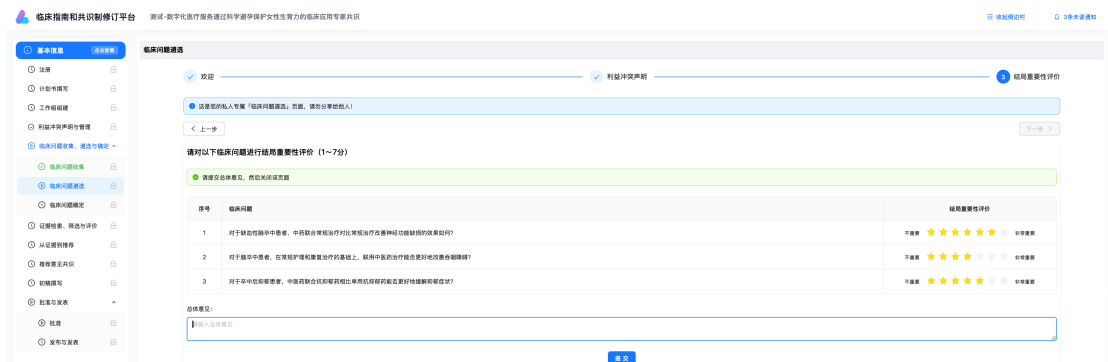 临床指南和共识制修订平台 测试-数字化医疗服务通过科学避孕保护女性生育力的临床应用专家共识 收起侧边栏 3条未读通知
基本信息 点击查看
注册
计划书撰写
工作组组建
利益冲突声明与管理
临床问题收集、遴选与确定
临床问题收集
临床问题遴选
临床问题确定
证据检索、筛选与评价
从证据到推荐
推荐意见共识
初稿撰写
批准与发表
批准
发布与发表
临床问题遴选
欢迎 利益冲突声明 3 结局重要性评价
这是您的私人专属「临床问题遴选」页面，请勿分享给他人！
上一步 下一步
请对以下临床问题进行结局重要性评价（1~7分）
请提交总体意见，然后关闭该页面
序号 临床问题 结局重要性评价
1 对于缺血性脑卒中患者，中药联合常规治疗对比常规治疗改善神经功能缺损的效果如何？ 不重要 非常重要
2 对于脑卒中患者，在常规护理和康复治疗的基础上，联用中医药治疗能否更好地改善吞咽障碍？ 不重要 非常重要
3 对于卒中后抑郁患者，中医药联合抗抑郁药相比单用抗抑郁药能否更好地缓解抑郁症状？ 不重要 非常重要
总体意见：
请输入总体意见
提交